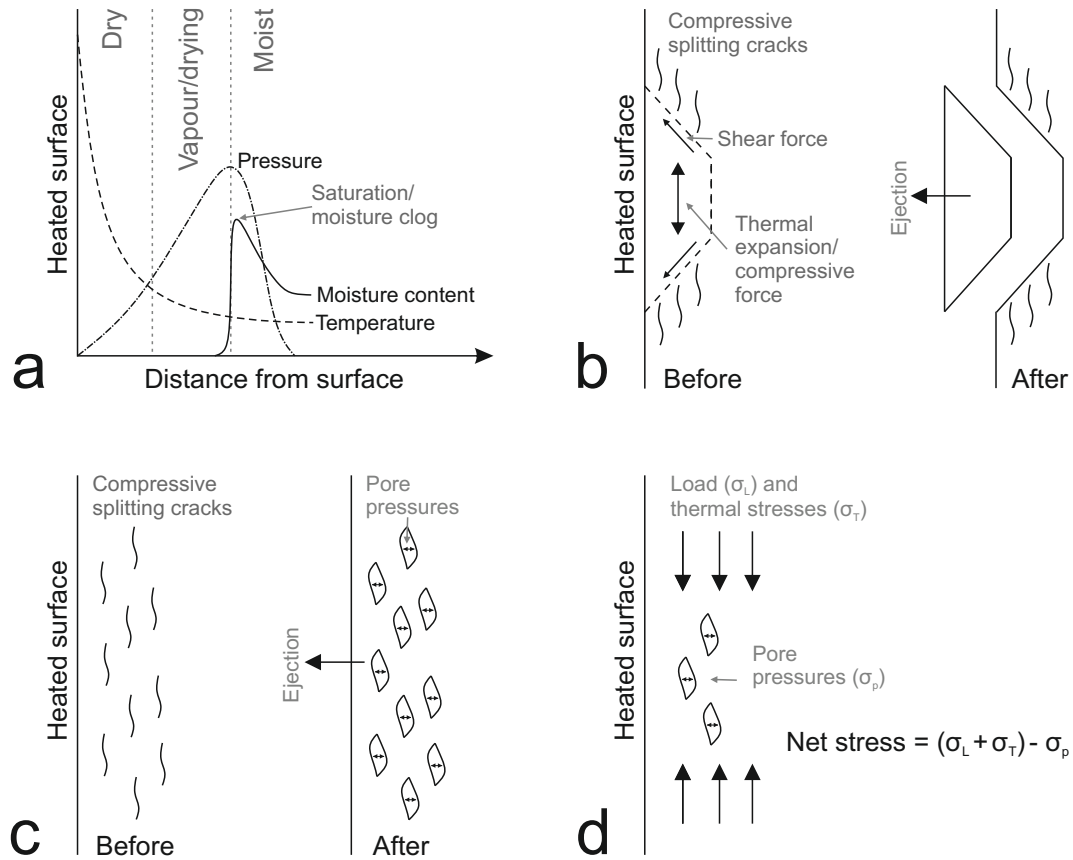 Dry
Vapour/drying
Moist
Heated surface
Pressure
Saturation/
moisture clog
Moisture content
Temperature
Distance from surface
a
Compressive
splitting cracks
Heated surface
Shear force
Thermal
expansion/
compressive
force
Ejection
Before
After
b
Compressive
splitting cracks
Heated surface
Pore
pressures
Ejection
Before
After
c
Load (σL) and
thermal stresses (σT)
Heated surface
Pore
pressures (σp)
Net stress = (σL + σT) - σp
d